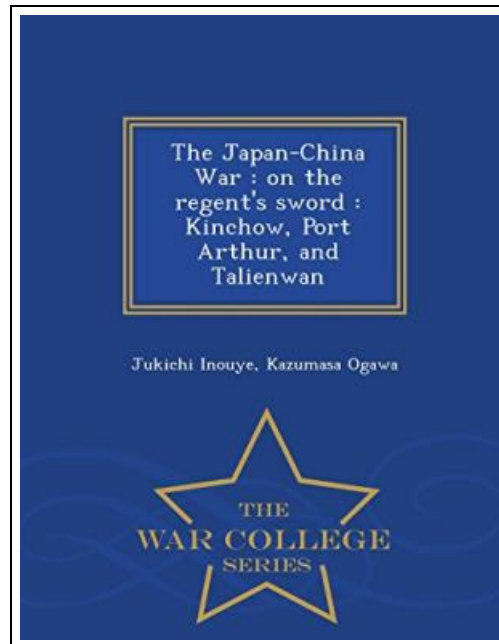 The Japan-China
War : on the
regent's sword :
Kinchow, Port
Arthur, and
Talienwan
Jukichi Inouye, Kazumasa Ogawa
THE
WAR COLLEGE
SERIES